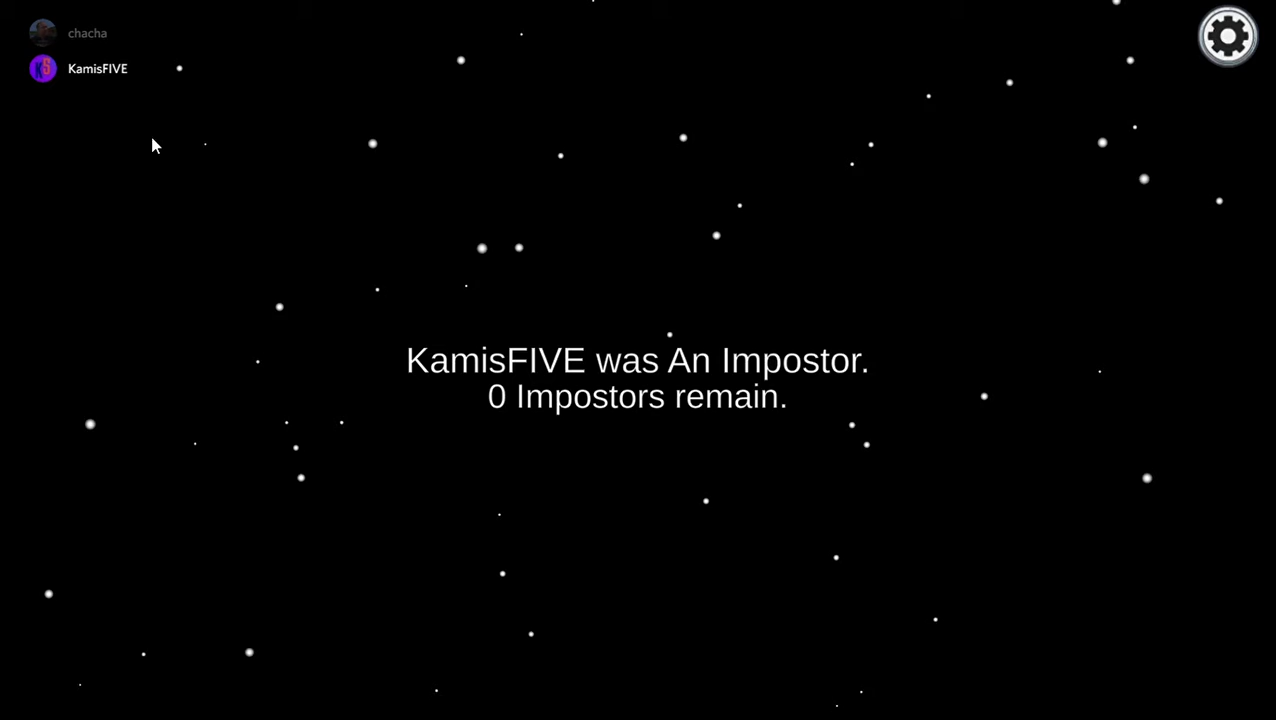 chacha
KamisFIVE
KamisFIVE was An Impostor.
0 Impostors remain.